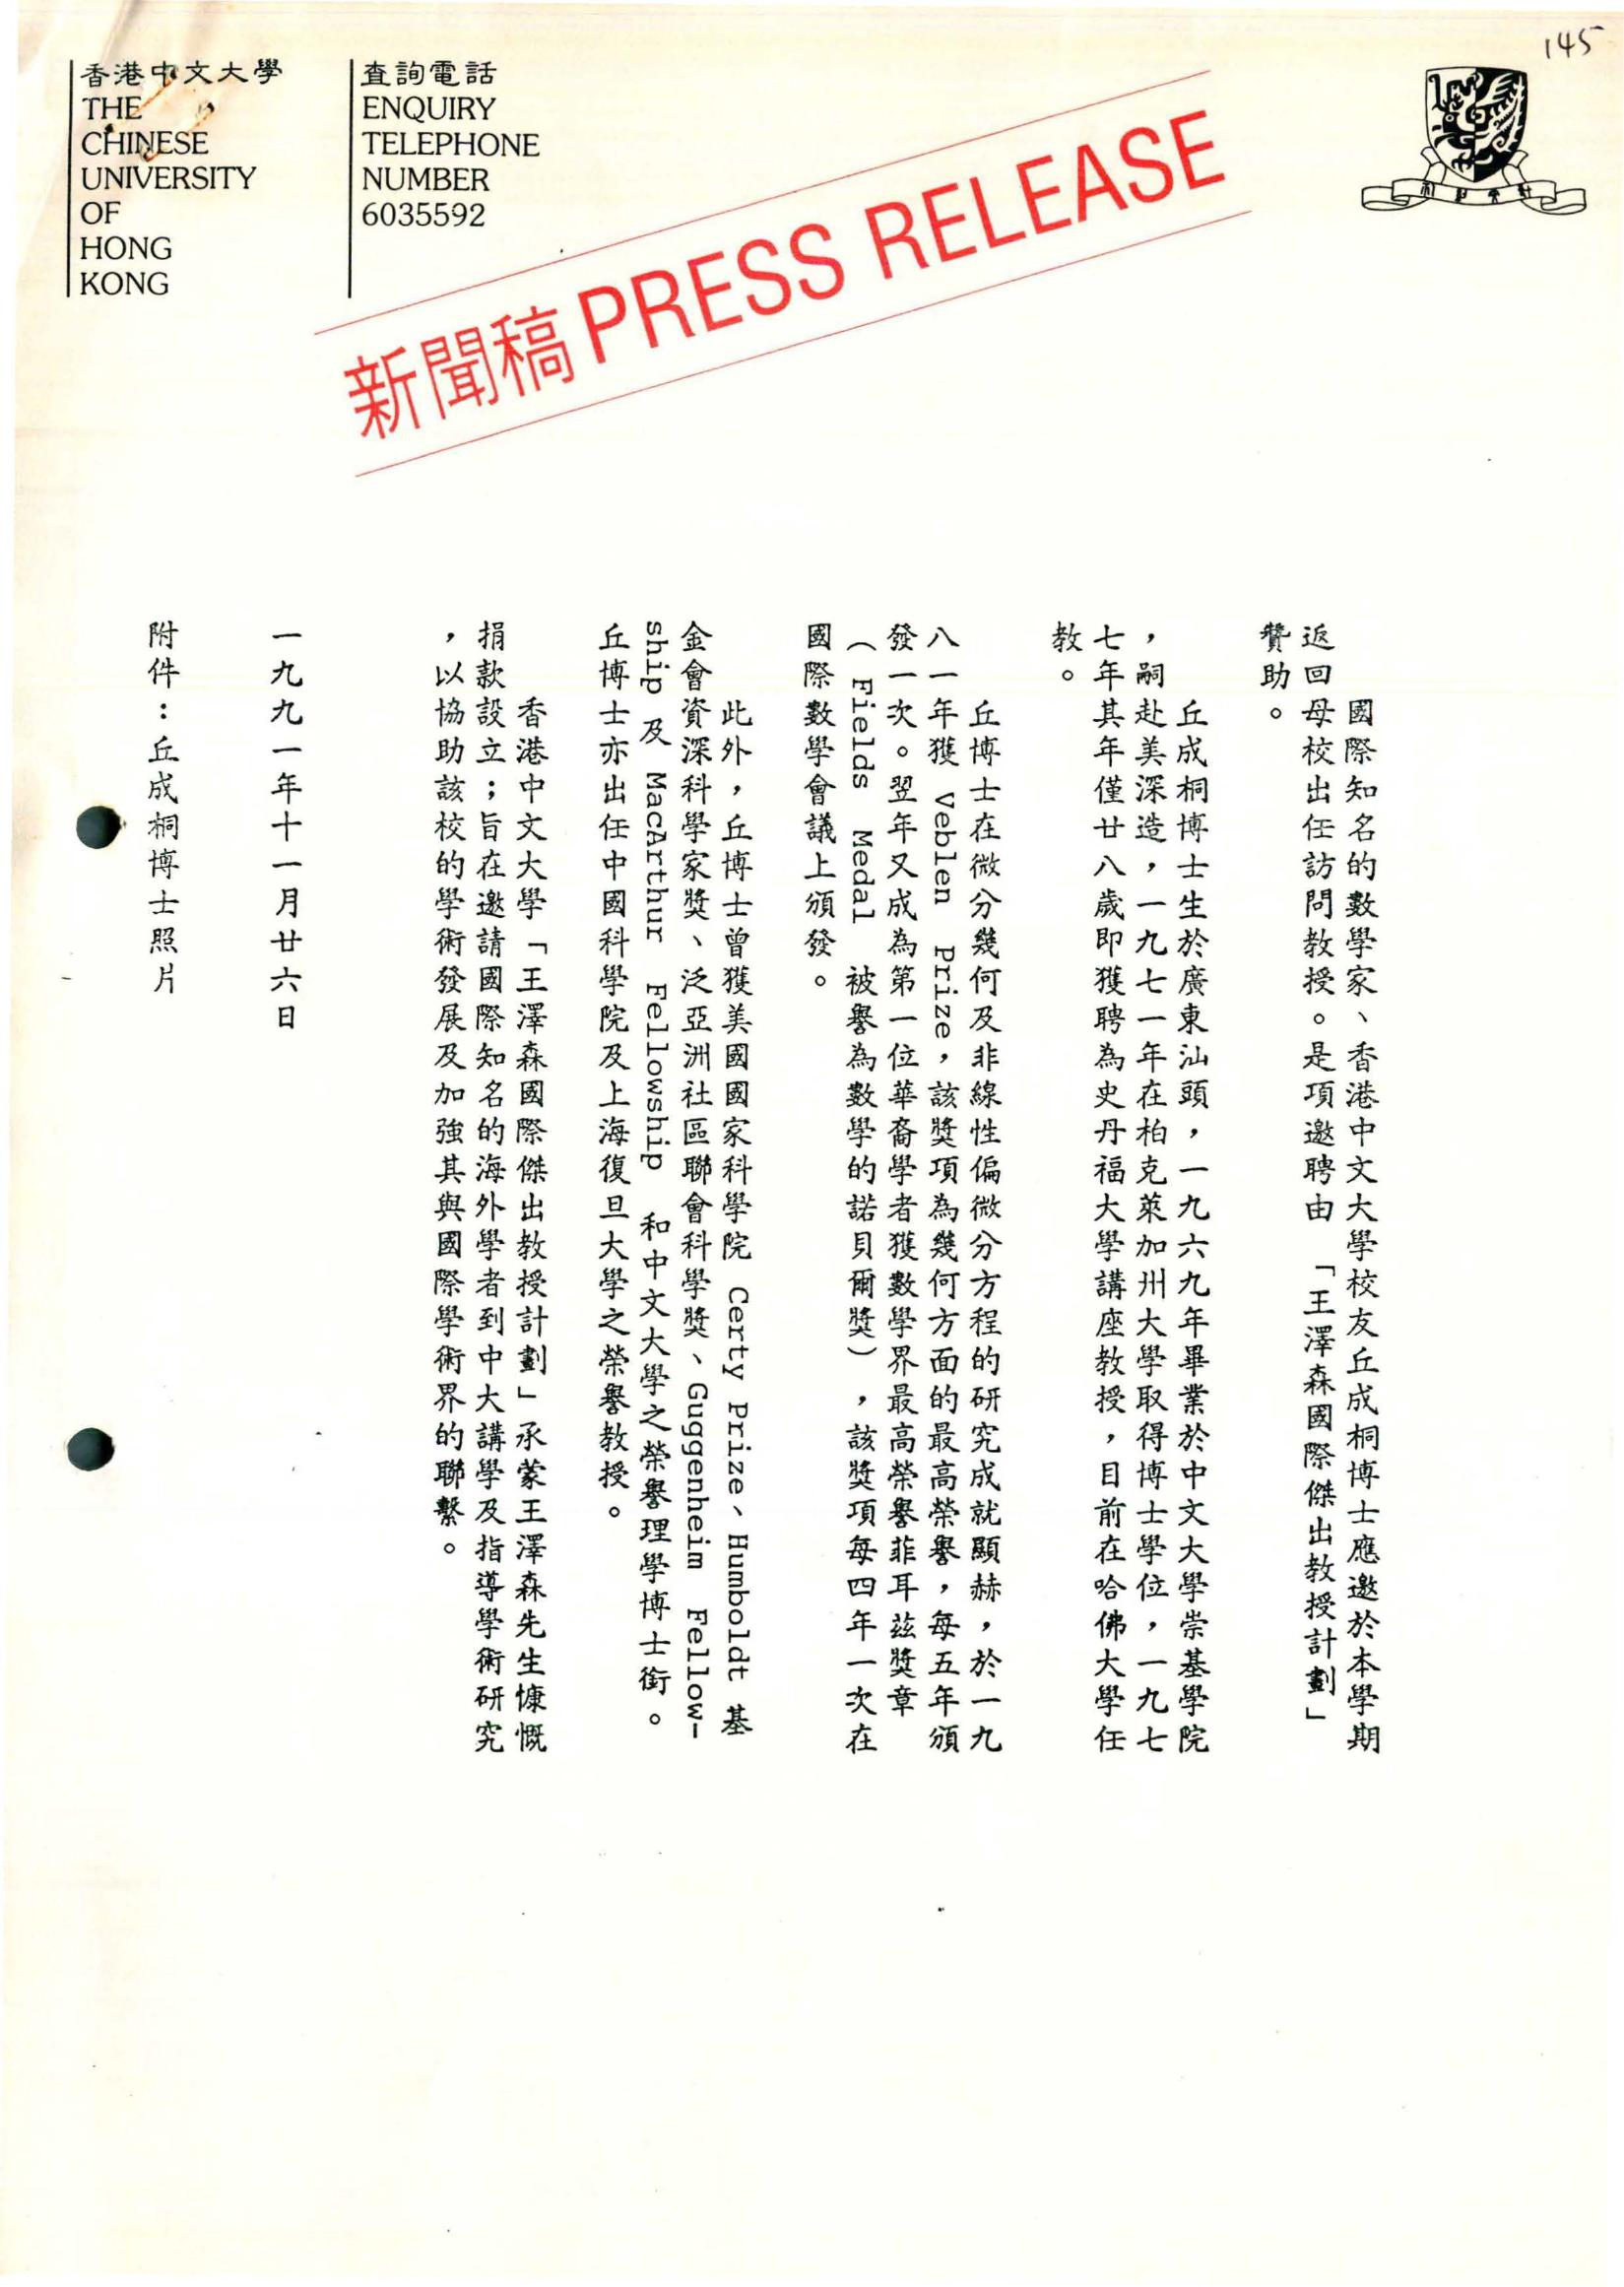 145
香港中文大學
THE
CHINESE
UNIVERSITY
OF
HONG
KONG
查詢電話
ENQUIRY
TELEPHONE
NUMBER
6035592
新聞稿 PRESS RELEASE
國際知名的數學家、香港中文大學校友丘成桐博士應邀於本學期
返回母校出任訪問教授。是項邀聘由「王澤森國際傑出教授計劃」
贊助。
丘成桐博士生於廣東汕頭，一九六九年畢業於中文大學崇基學院
，嗣赴美深造，一九七一年在柏克萊加州大學取得博士學位，一九七
七年其年僅廿八歲即獲聘為史丹福大學講座教授，目前在哈佛大學任
教。
丘博士在微分幾何及非線性偏微分方程的研究成就顯赫，於一九
八一年獲 Veblen Prize，該獎項為幾何方面的最高榮譽，每五年頒
發一次。翌年又成為第一位華裔學者獲數學界最高榮譽菲耳茲獎章
（ Fields Medal 被譽為數學的諾貝爾獎），該獎項每四年一次在
國際數學會議上頒發。
此外，丘博士曾獲美國國家科學院 Certy Prize、Humboldt 基
金會資深科學家獎、泛亞洲社區聯會科學獎、Guggenheim Fellow-
ship 及 MacArthur Fellowship 和中文大學之榮譽理學博士銜。
丘博士亦出任中國科學院及上海復旦大學之榮譽教授。
香港中文大學「王澤森國際傑出教授計劃」承蒙王澤森先生慷慨
捐款設立；旨在邀請國際知名的海外學者到中大講學及指導學術研究
，以協助該校的學術發展及加強其與國際學術界的聯繫。
一九九一年十一月廿六日
附件：丘成桐博士照片